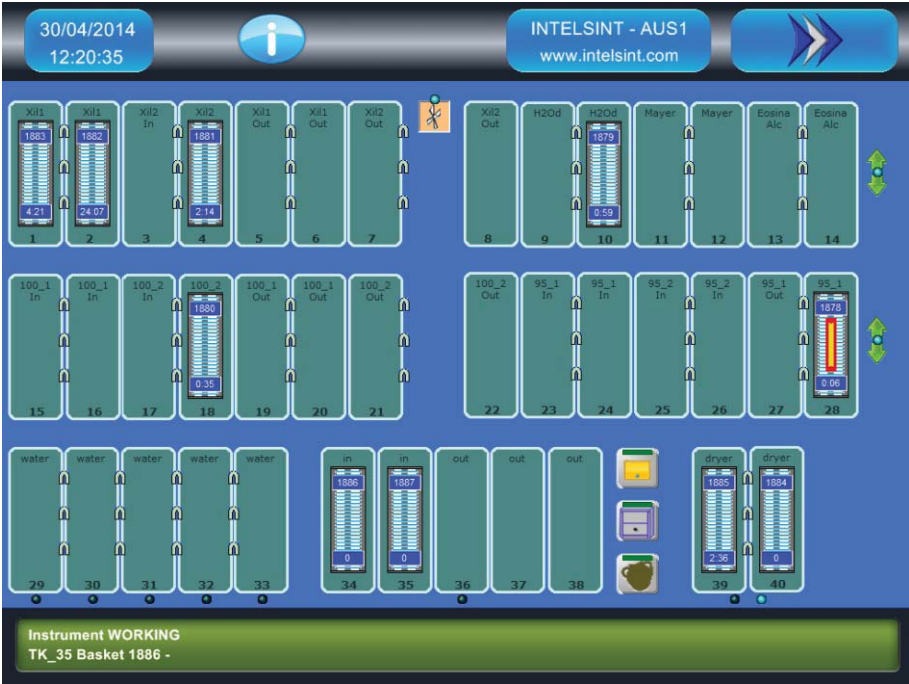 30/04/2014
12:20:35
INTELSINT - AUS1
www.intelsint.com
Xil1 Xil1 Xil2 Xil2 Xil1 Xil1 Xil2 Xil2 H2Od H2Od Mayer Mayer Eosina Eosina
In Out Out Out Out Alc Alc
1883 1882 1881 1879
4:21 24:07 2:14 0:59
1 2 3 4 5 6 7 8 9 10 11 12 13 14
100_1 100_1 100_2 100_2 100_1 100_1 100_2 100_2 95_1 95_1 95_2 95_2 95_1 95_1
In In In Out Out Out Out In In In In Out
1880 1878
0:35 0:06
15 16 17 18 19 20 21 22 23 24 25 26 27 28
water water water water water in in out out out dryer dryer
1886 1887 1885 1884
0 0 2:36 0
29 30 31 32 33 34 35 36 37 38 39 40
Instrument WORKING
TK_35 Basket 1886 -